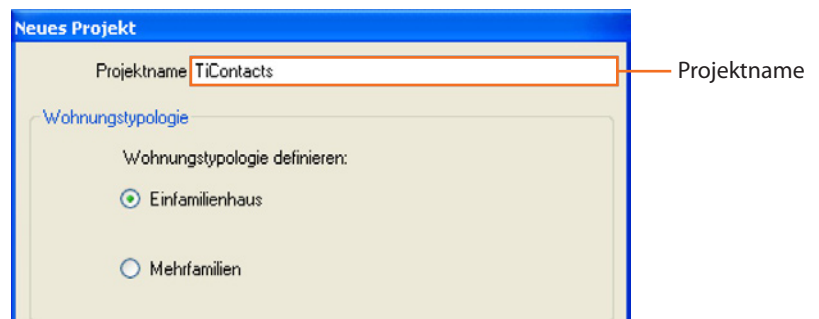 Neues Projekt
Projektname TiContacts
Projektname
Wohnungstypologie
Wohnungstypologie definieren:
Einfamilienhaus
Mehrfamilien